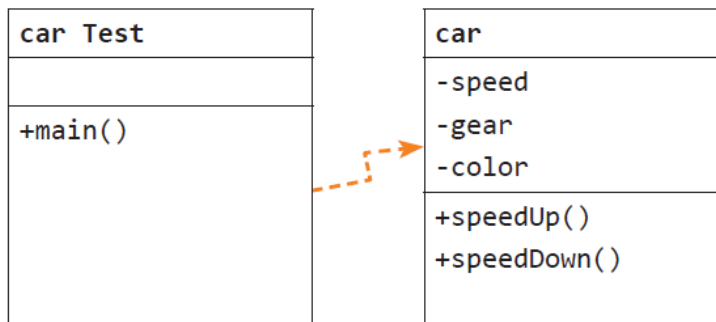 car Test
+main()
car
-speed
-gear
-color
+speedUp()
+speedDown()